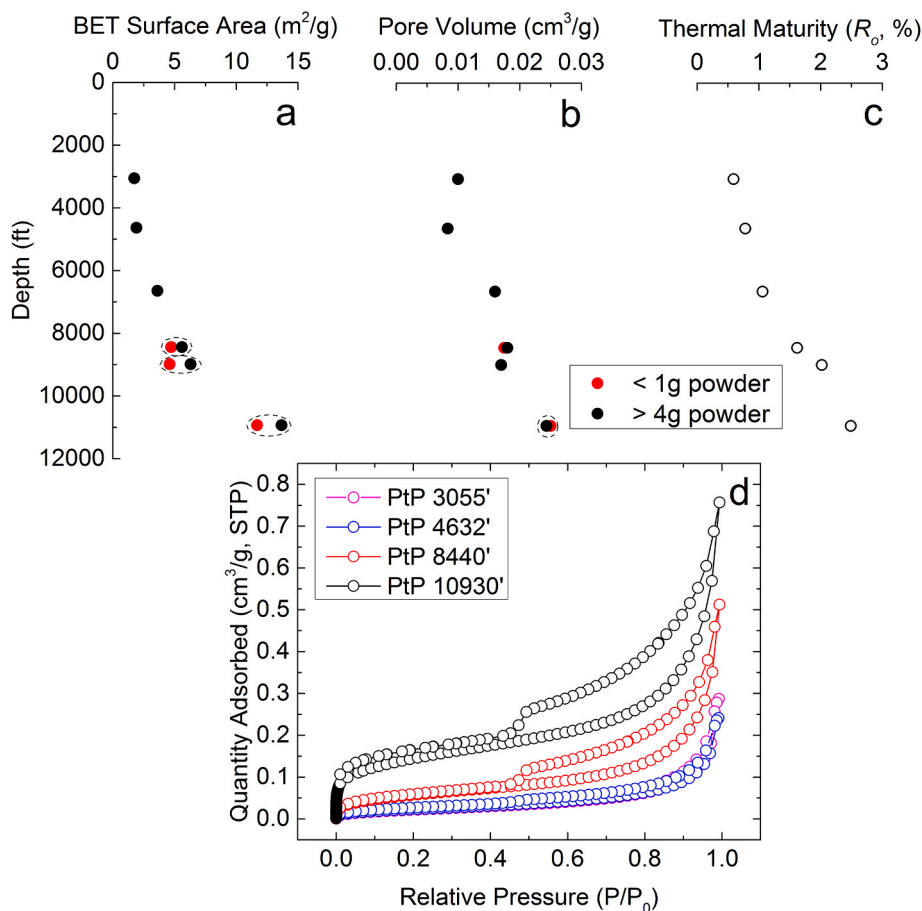 BET Surface Area (m²/g)
0 5 10 15
Pore Volume (cm³/g)
0.00 0.01 0.02 0.03
Thermal Maturity (Rₒ, %)
0 1 2 3
Depth (ft)
0
2000
4000
6000
8000
10000
12000
a
b
c
< 1g powder
> 4g powder
d
PtP 3055'
PtP 4632'
PtP 8440'
PtP 10930'
Quantity Adsorbed (cm³/g, STP)
0.8
0.7
0.6
0.5
0.4
0.3
0.2
0.1
0.0
0.0 0.2 0.4 0.6 0.8 1.0
Relative Pressure (P/P₀)